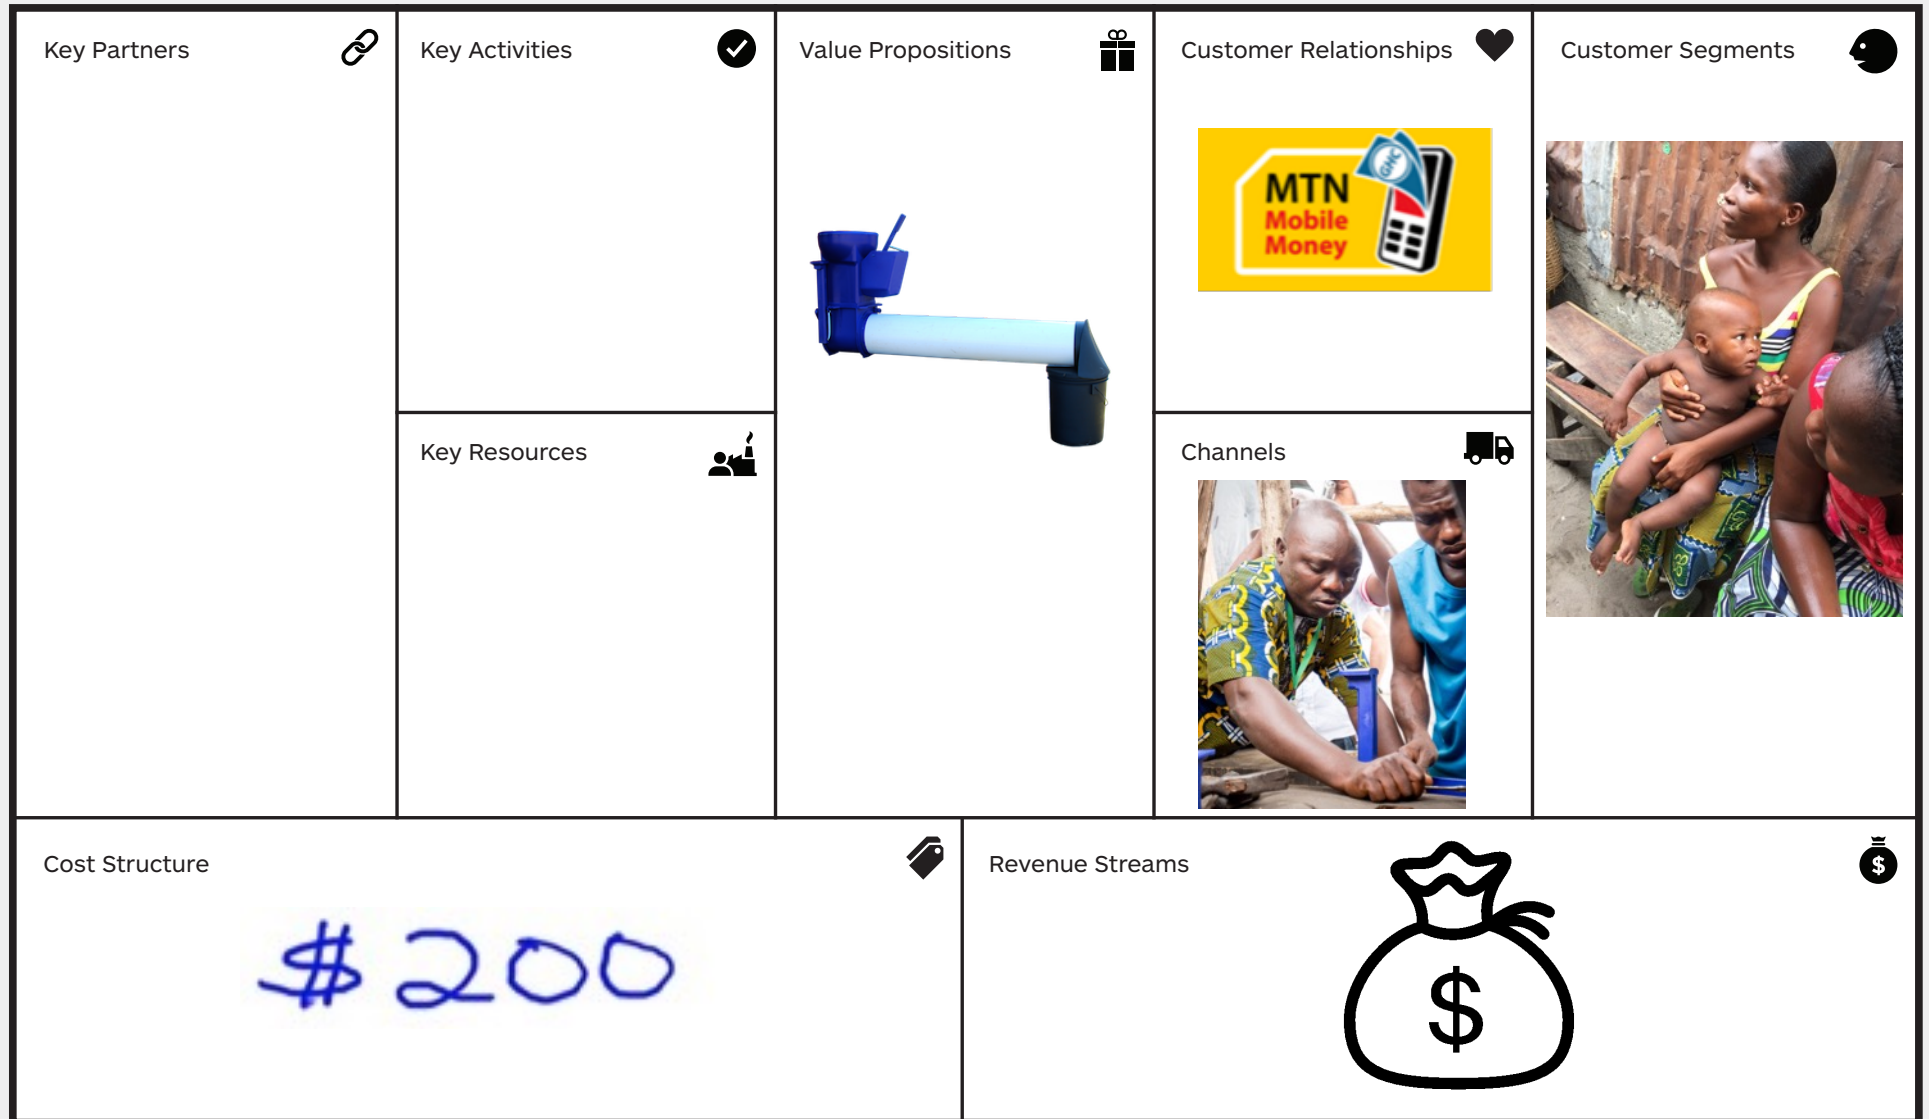 Key Partners
Key Activities
Value Propositions
Customer Relationships
Customer Segments
MTN
Mobile
Money
GHC
Key Resources
Channels
Cost Structure
$200
Revenue Streams
$
$